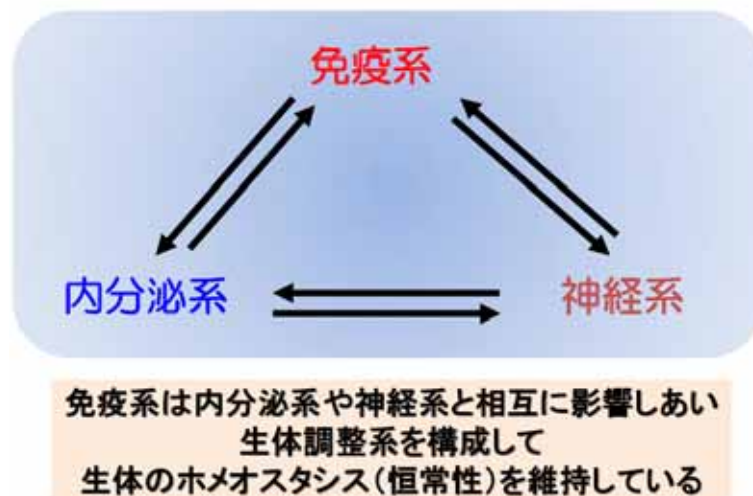 免疫系
内分泌系
神経系
免疫系は内分泌系や神経系と相互に影響しあい
生体調整系を構成して
生体のホメオスタシス(恒常性)を維持している